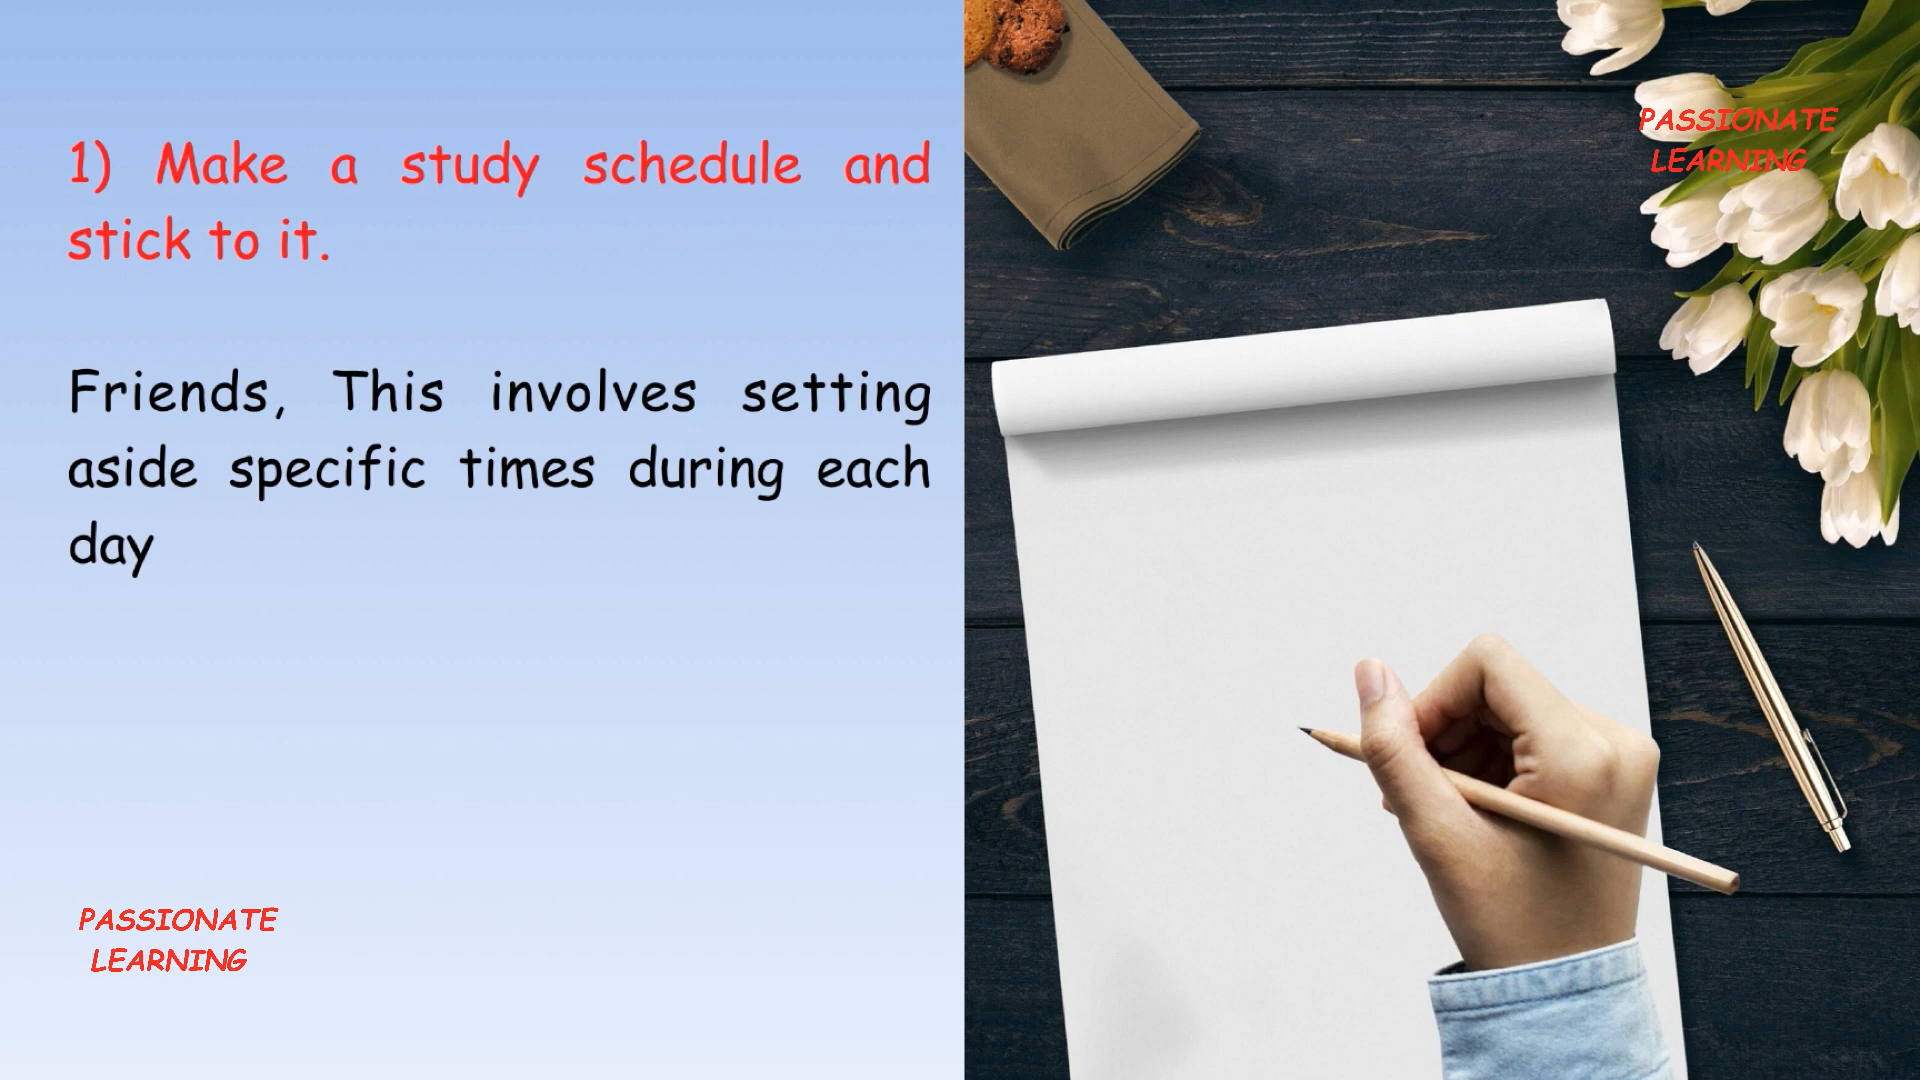 1) Make a study schedule and
stick to it.
Friends, This involves setting
aside specific times during each
day
PASSIONATE
LEARNING
PASSIONATE
LEARNING